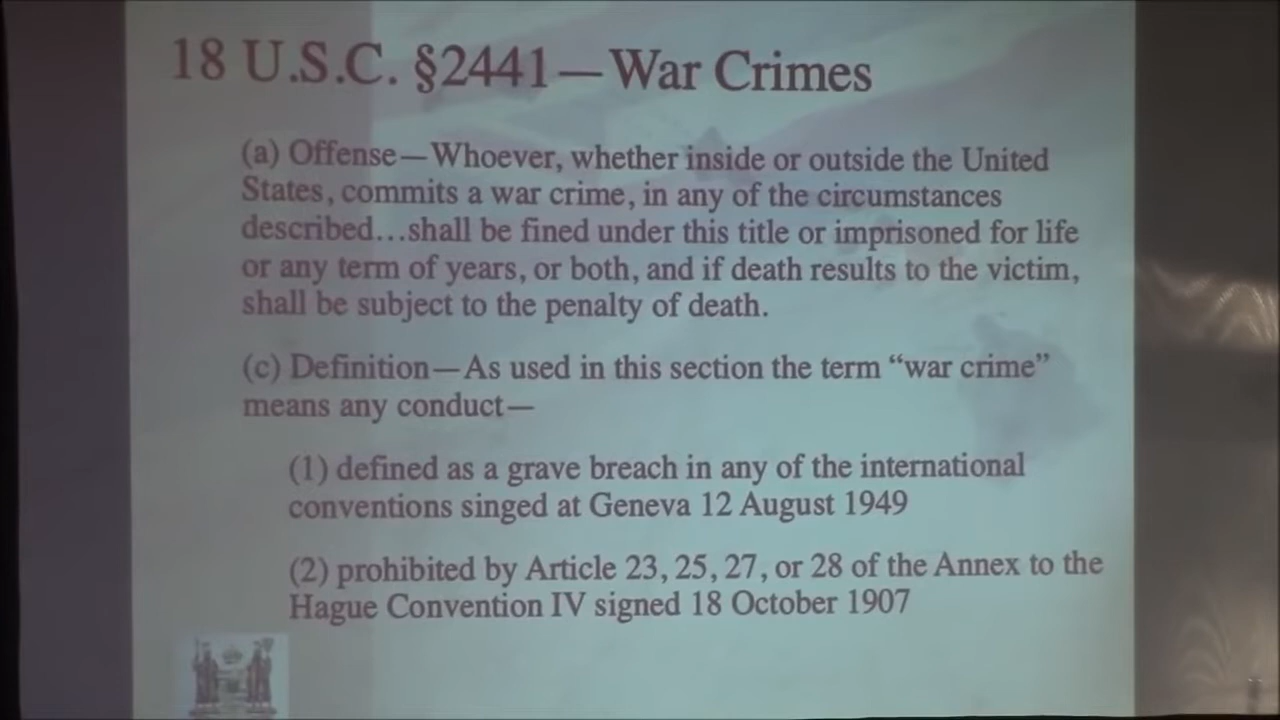 18 U.S.C. §2441—War Crimes
(a) Offense—Whoever, whether inside or outside the United
States, commits a war crime, in any of the circumstances
described...shall be fined under this title or imprisoned for life
or any term of years, or both, and if death results to the victim,
shall be subject to the penalty of death.
(c) Definition—As used in this section the term “war crime”
means any conduct—
(1) defined as a grave breach in any of the international
conventions singed at Geneva 12 August 1949
(2) prohibited by Article 23, 25, 27, or 28 of the Annex to the
Hague Convention IV signed 18 October 1907